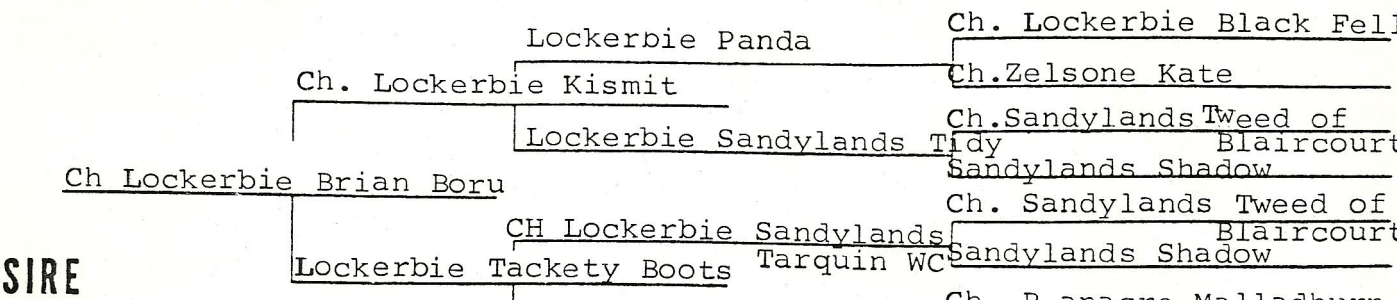 Ch. Lockerbie Black Fell
Lockerbie Panda
Ch.Zelsone Kate
Ch. Lockerbie Kismit
Ch.Sandylands Tweed of
Blaircourt
Lockerbie Sandylands Tidy
Sandylands Shadow
Ch Lockerbie Brian Boru
Ch. Sandylands Tweed of
Blaircourt
CH Lockerbie Sandylands
Tarquin WC
Sandylands Shadow
Lockerbie Tackety Boots
SIRE
Ch.